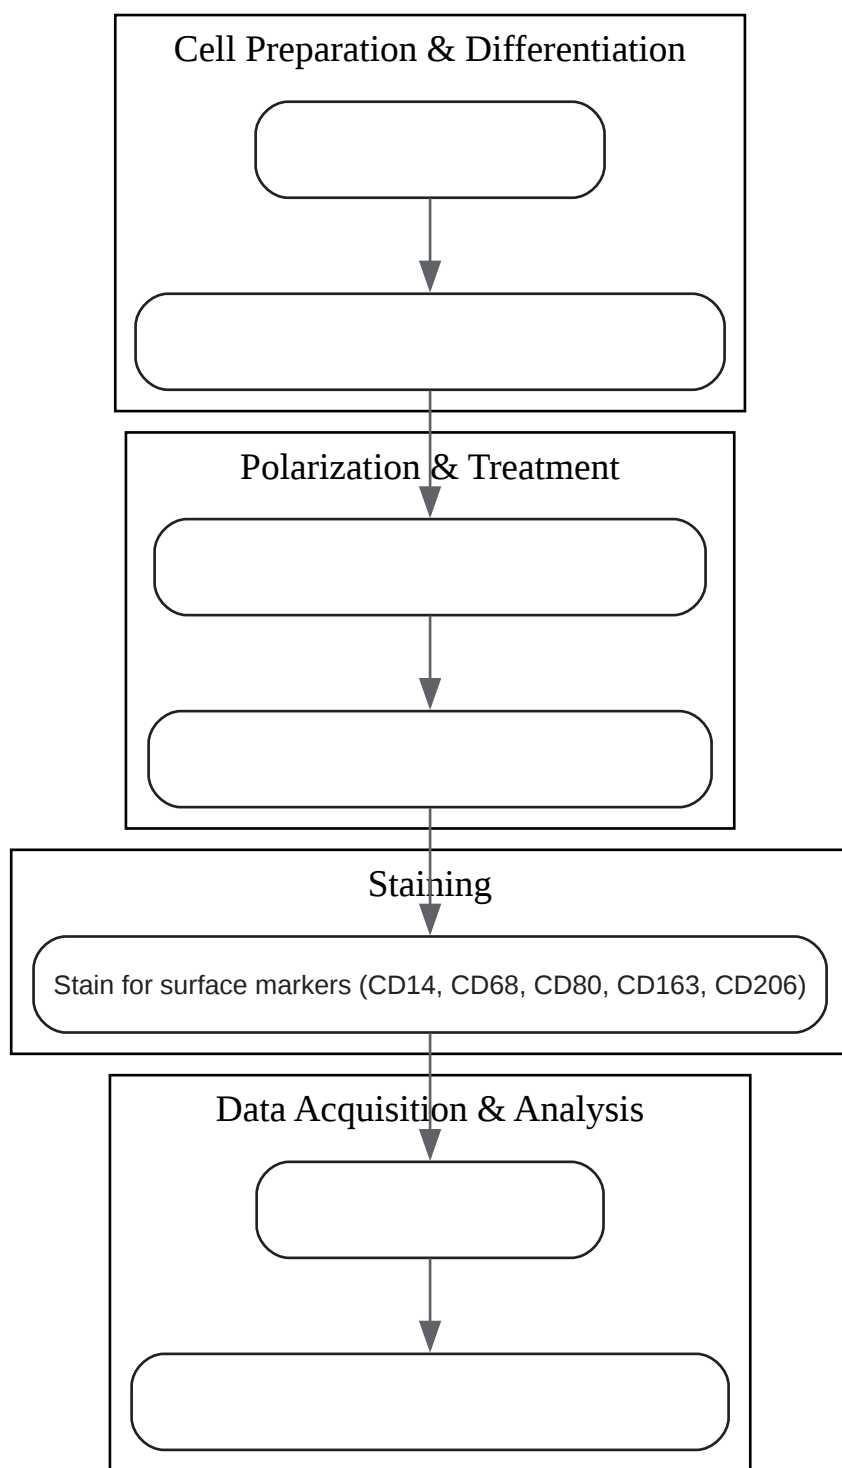 Cell Preparation & Differentiation
Polarization & Treatment
Staining
Stain for surface markers (CD14, CD68, CD80, CD163, CD206)
Data Acquisition & Analysis